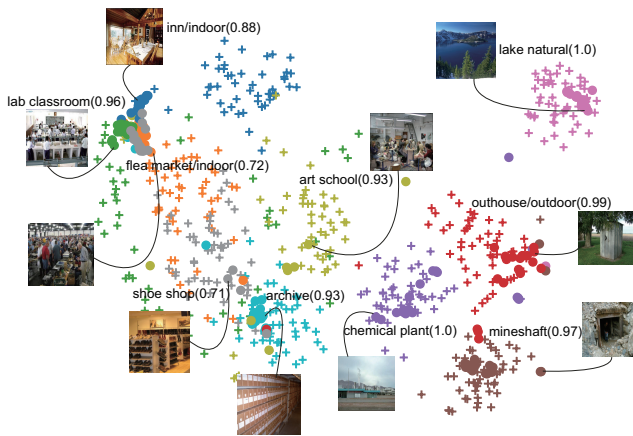 inn/indoor(0.88)
lake natural(1.0)
lab classroom(0.96)
flea market/indoor(0.72)
art school(0.93)
outhouse/outdoor(0.99)
shoe shop(0.71)
archive(0.93)
chemical plant(1.0)
mineshaft(0.97)